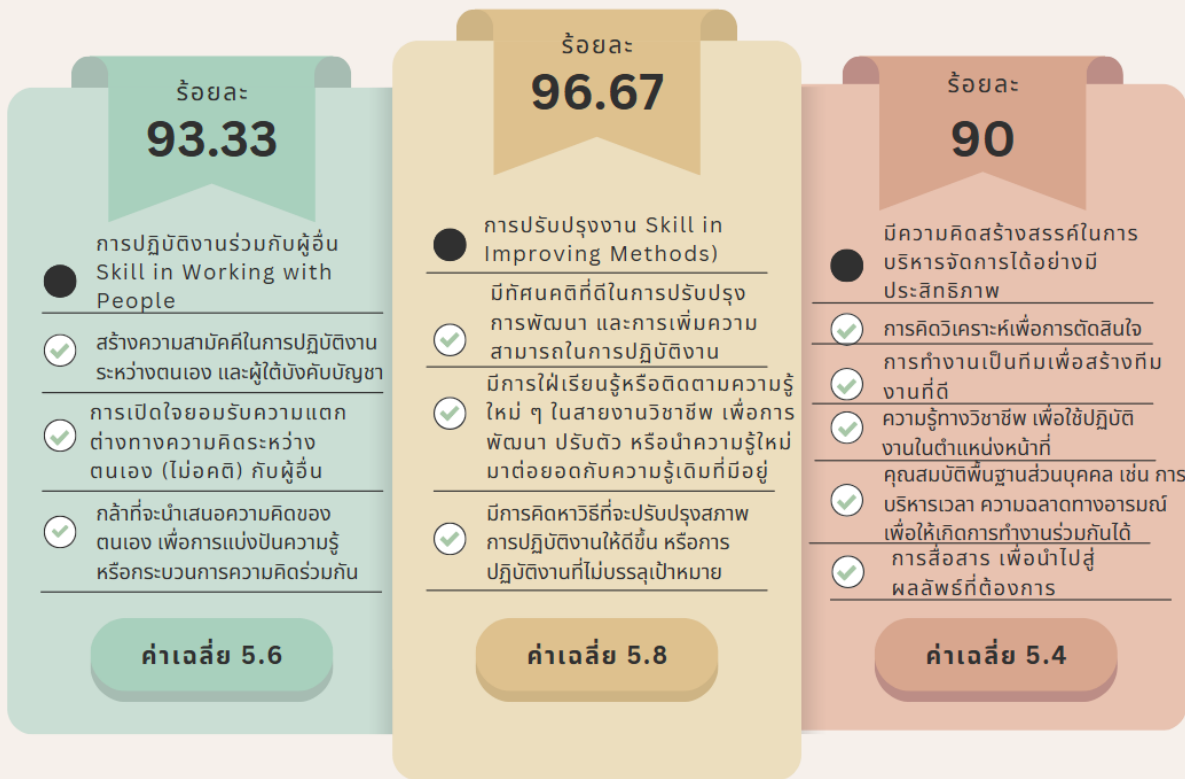 ร้อยละ
93.33
การปฏิบัติงานร่วมกับผู้อื่น
Skill in Working with
People
สร้างความสามัคคีในการปฏิบัติงาน
ระหว่างตนเอง และผู้ใต้บังคับบัญชา
การเปิดใจยอมรับความแตก
ต่างทางความคิดระหว่าง
ตนเอง (ไม่อคติ) กับผู้อื่น
กล้าที่จะนำเสนอความคิดของ
ตนเอง เพื่อการแบ่งปันความรู้
หรือกระบวนการความคิดร่วมกัน
ค่าเฉลี่ย 5.6
ร้อยละ
96.67
การปรับปรุงงาน Skill in
Improving Methods)
มีทัศนคติที่ดีในการปรับปรุง
การพัฒนา และการเพิ่มความ
สามารถในการปฏิบัติงาน
มีการใฝ่เรียนรู้หรือติดตามความรู้
ใหม่ ๆ ในสายงานวิชาชีพ เพื่อการ
พัฒนา ปรับตัว หรือนำความรู้ใหม่
มาต่อยอดกับความรู้เดิมที่มีอยู่
มีการคิดหาวิธีที่จะปรับปรุงสภาพ
การปฏิบัติงานให้ดีขึ้น หรือการ
ปฏิบัติงานที่ไม่บรรลุเป้าหมาย
ค่าเฉลี่ย 5.8
ร้อยละ
90
มีความคิดสร้างสรรค์ในการ
บริหารจัดการได้อย่างมี
ประสิทธิภาพ
การคิดวิเคราะห์เพื่อการตัดสินใจ
การทำงานเป็นทีมเพื่อสร้างทีม
งานที่ดี
ความรู้ทางวิชาชีพ เพื่อใช้ปฏิบัติ
งานในตำแหน่งหน้าที่
คุณสมบัติพื้นฐานส่วนบุคคล เช่น การ
บริหารเวลา ความฉลาดทางอารมณ์
เพื่อให้เกิดการทำงานร่วมกันได้
การสื่อสาร เพื่อนำไปสู่
ผลลัพธ์ที่ต้องการ
ค่าเฉลี่ย 5.4